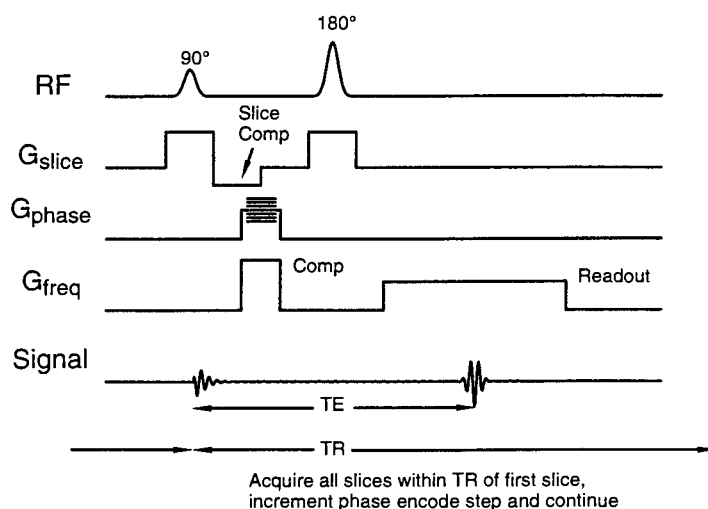 90°
180°
RF
Slice
Comp
Gslice
Gphase
Gfreq
Comp
Readout
Signal
TE
TR
Acquire all slices within TR of first slice,
increment phase encode step and continue